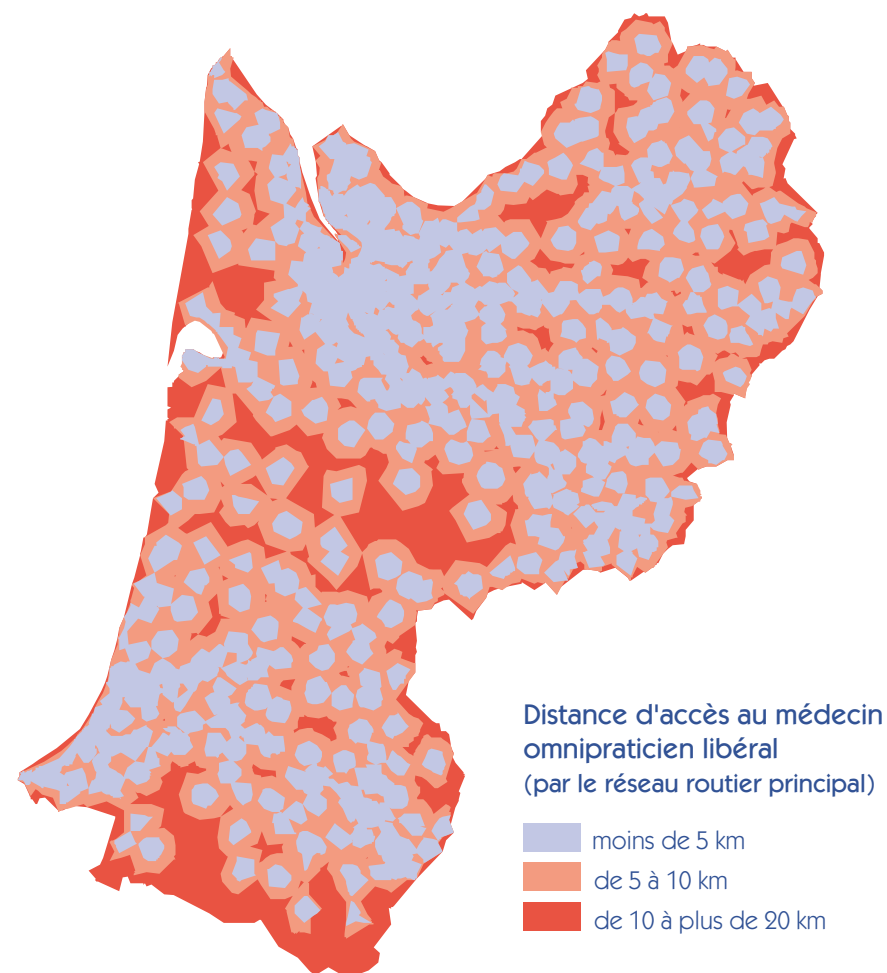 Distance d'accès au médecin
omnipraticien libéral
(par le réseau routier principal)
moins de 5 km
de 5 à 10 km
de 10 à plus de 20 km